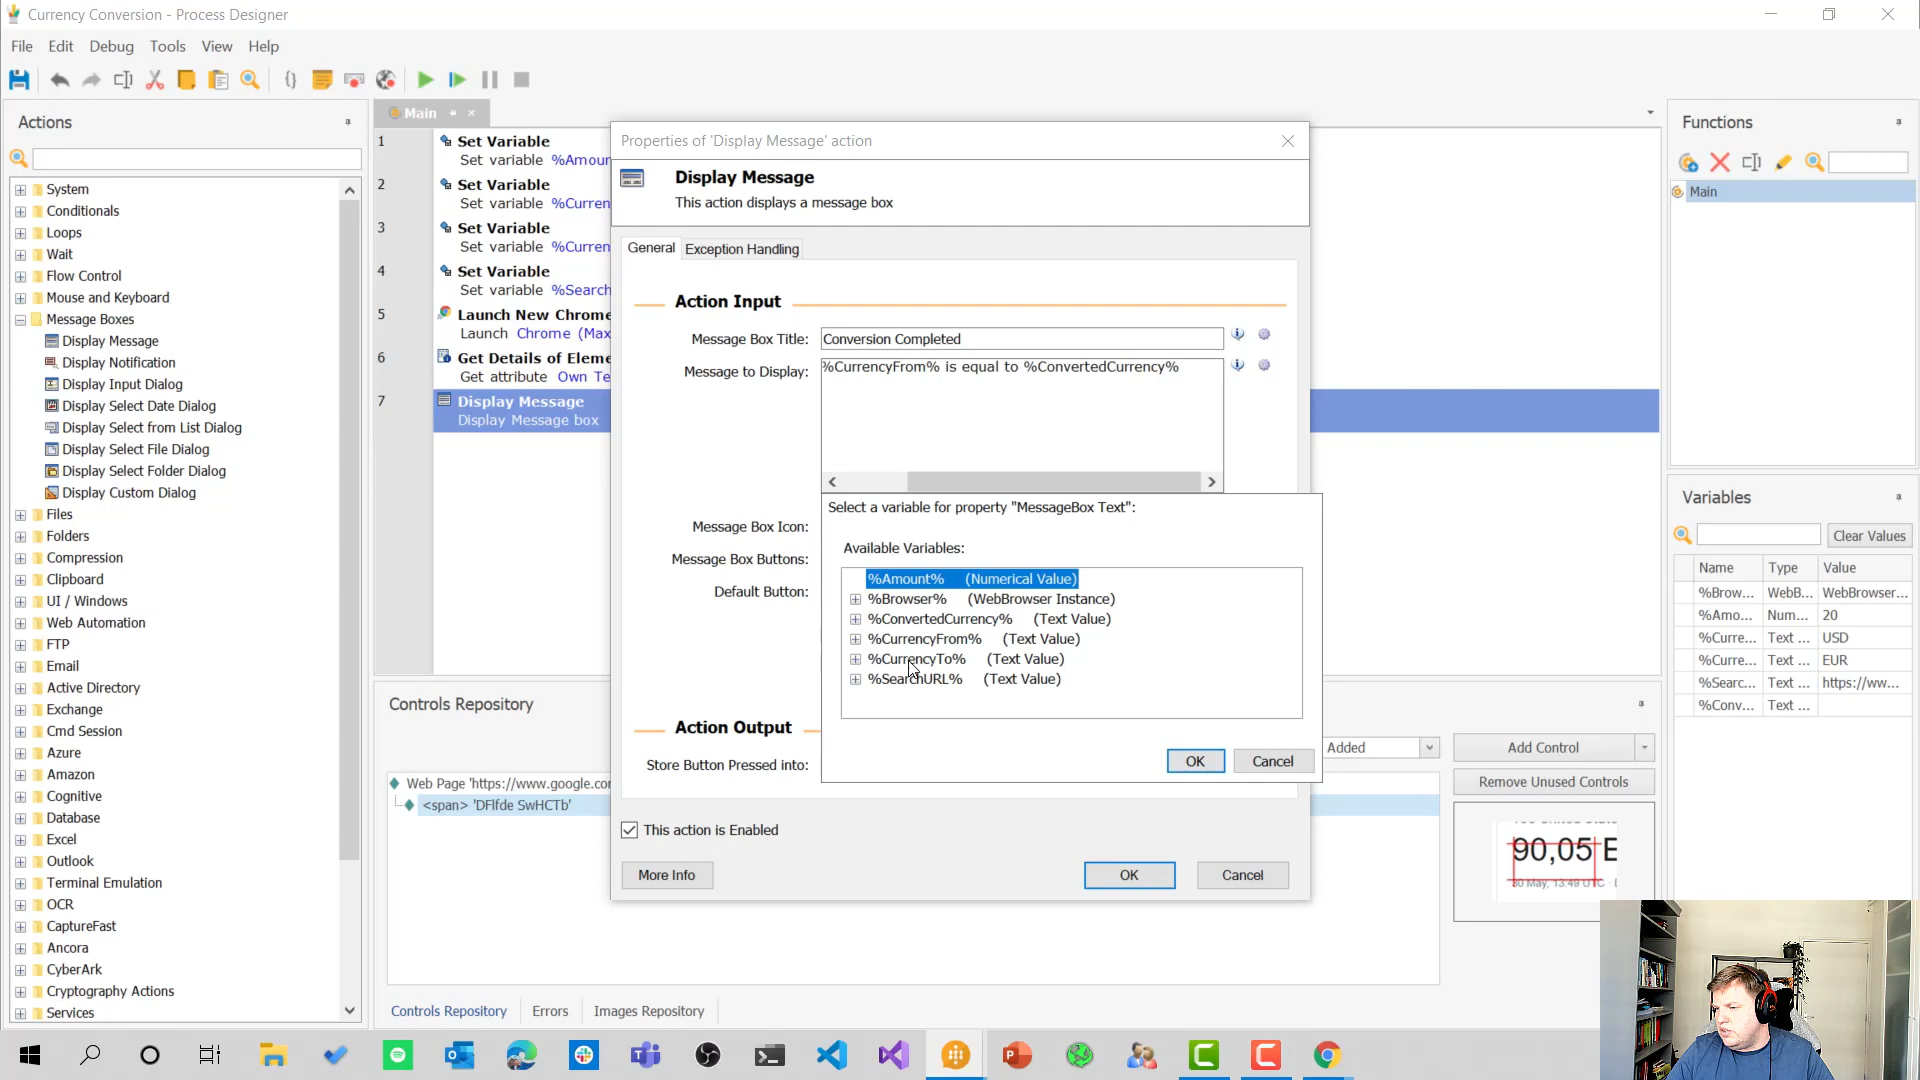 Currency Conversion - Process Designer
File Edit Debug Tools View Help
Actions
System
Conditionals
Loops
Wait
Flow Control
Mouse and Keyboard
Message Boxes
Display Message
Display Notification
Display Input Dialog
Display Select Date Dialog
Display Select from List Dialog
Display Select File Dialog
Display Select Folder Dialog
Display Custom Dialog
Files
Folders
Compression
Clipboard
UI / Windows
Web Automation
FTP
Email
Active Directory
Exchange
Cmd Session
Azure
Amazon
Cognitive
Database
Excel
Outlook
Terminal Emulation
OCR
CaptureFast
Ancora
CyberArk
Cryptography Actions
Services
Main
1 Set Variable
Set variable %Amoun
2 Set Variable
Set variable %Curren
3 Set Variable
Set variable %Curren
4 Set Variable
Set variable %Search
5 Launch New Chrome
Launch Chrome (Max
6 Get Details of Eleme
Get attribute Own Te
7 Display Message
Display Message box
Properties of 'Display Message' action
Display Message
This action displays a message box
General Exception Handling
Action Input
Message Box Title: Conversion Completed
Message to Display: %CurrencyFrom% is equal to %ConvertedCurrency%
Message Box Icon:
Message Box Buttons:
Default Button:
Select a variable for property "MessageBox Text":
Available Variables:
%Amount% (Numerical Value)
%Browser% (WebBrowser Instance)
%ConvertedCurrency% (Text Value)
%CurrencyFrom% (Text Value)
%CurrencyTo% (Text Value)
%SearchURL% (Text Value)
OK Cancel
Action Output
Store Button Pressed into:
This action is Enabled
More Info OK Cancel
Functions
Main
Variables
Clear Values
Name Type Value
%Brow... WebB... WebBrowser...
%Amo... Num... 20
%Curre... Text ... USD
%Curre... Text ... EUR
%Searc... Text ... https://ww...
%Conv... Text ...
Controls Repository
Web Page 'https://www.google.cor
<span> 'DFlfde SwHCTb'
Added
Add Control
Remove Unused Controls
90,05 E
30 May, 13:49 UTC
Controls Repository Errors Images Repository